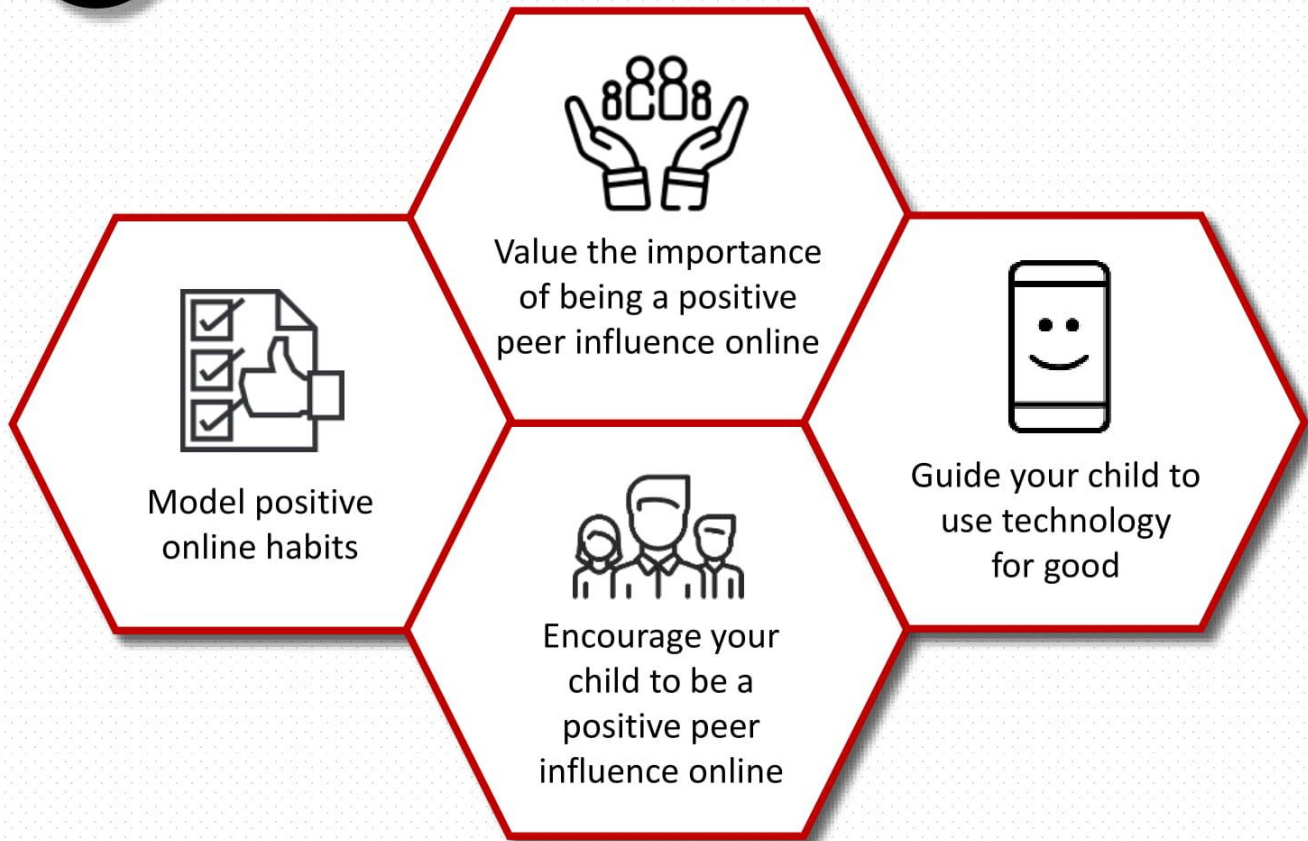 Value the importance
of being a positive
peer influence online
Model positive
online habits
Guide your child to
use technology
for good
Encourage your
child to be a
positive peer
influence online